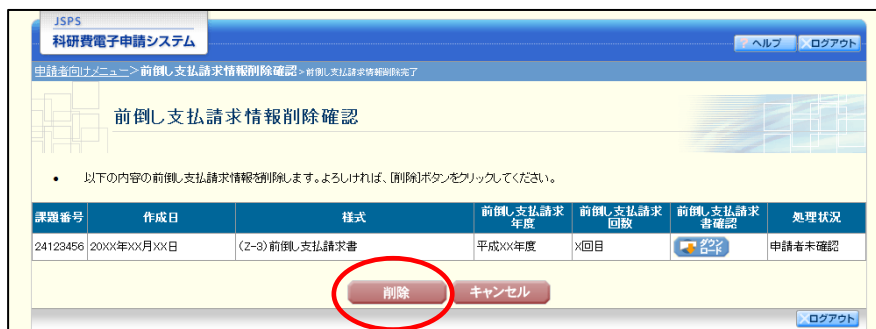 JSPS
科研費電子申請システム
ヘルプ ログアウト
申請者向けメニュー>前倒し支払請求情報削除確認>前倒し支払請求情報削除完了
前倒し支払請求情報削除確認
• 以下の内容の前倒し支払請求情報を削除します。よろしければ、[削除]ボタンをクリックしてください。
課題番号 作成日 様式 前倒し支払請求年度 前倒し支払請求回数 前倒し支払請求書確認 処理状況
24123456 20XX年XX月XX日 (Z-3)前倒し支払請求書 平成XX年度 X回目 ダウンロード 申請者未確認
削除 キャンセル
ログアウト